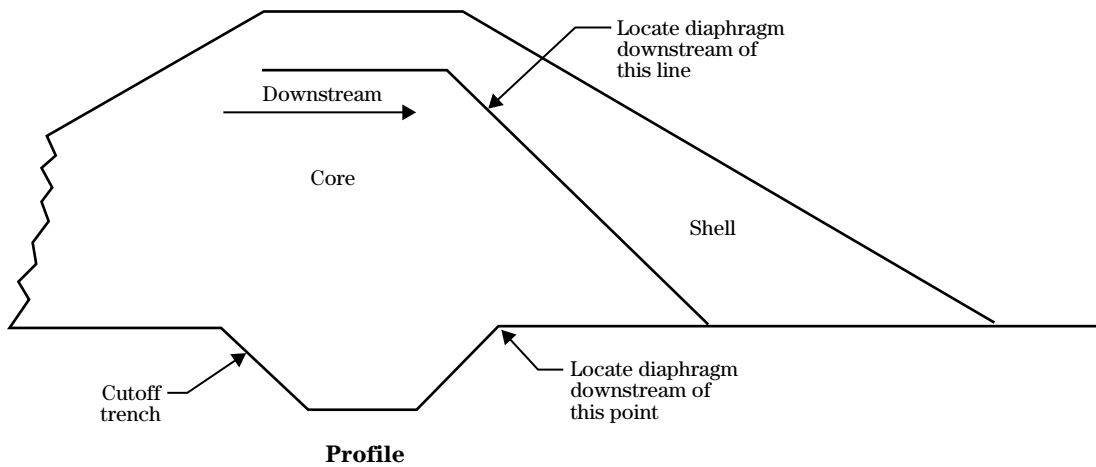 Locate diaphragm
downstream of
this line
Downstream
Core
Shell
Cutoff
trench
Locate diaphragm
downstream of
this point
Profile